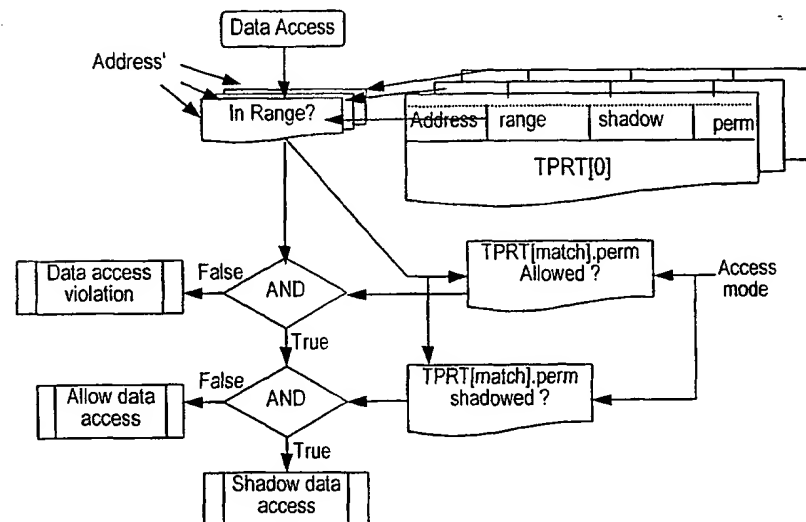 Data Access
Address'
In Range?
Address range shadow perm
TPRT[0]
TPRT[match].perm
Allowed ?
Access
mode
Data access
violation
False
AND
True
TPRT[match].perm
shadowed ?
Allow data
access
False
AND
True
Shadow data
access